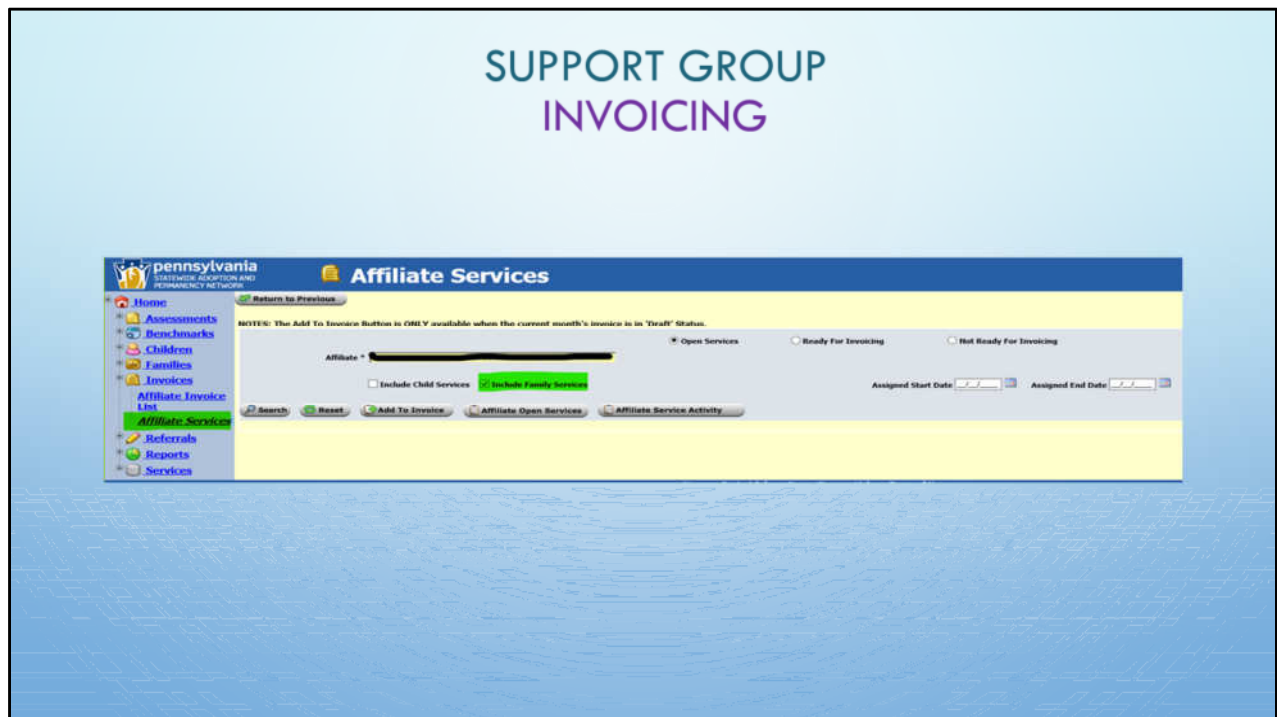 SUPPORT GROUP
INVOICING
pennsylvania
STATEWIDE ADOPTION AND
PERMANENCY NETWORK
Affiliate Services
Home
Assessments
Benchmarks
Children
Families
Invoices
Affiliate Invoice
List
Affiliate Services
Referrals
Reports
Services
Return to Previous
NOTES: The Add To Invoice Button is ONLY available when the current month's invoice is in 'Draft' Status.
Open Services Ready For Invoicing Not Ready For Invoicing
Affiliate *
Include Child Services Include Family Services Assigned Start Date _/_/__ Assigned End Date _/_/__
Search Reset Add To Invoice Affiliate Open Services Affiliate Service Activity